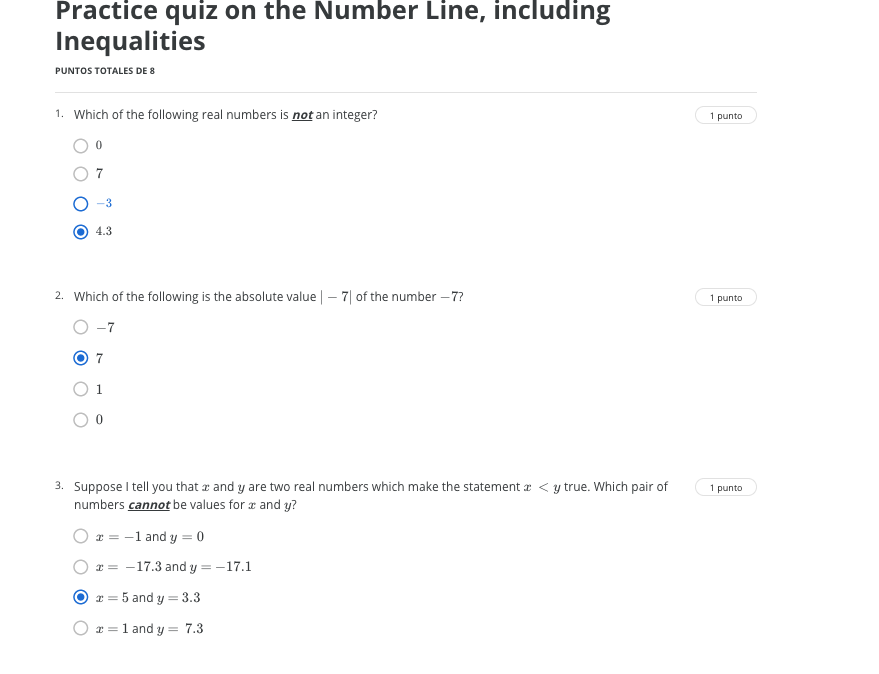 Practice quiz on the Number Line, including
Inequalities
PUNTOS TOTALES DE 8
1. Which of the following real numbers is not an integer?
1 punto
0
7
−3
4.3
2. Which of the following is the absolute value |−7| of the number −7?
1 punto
−7
7
1
0
3. Suppose I tell you that x and y are two real numbers which make the statement x < y true. Which pair of
1 punto
numbers cannot be values for x and y?
x = −1 and y = 0
x = −17.3 and y = −17.1
x = 5 and y = 3.3
x = 1 and y = 7.3